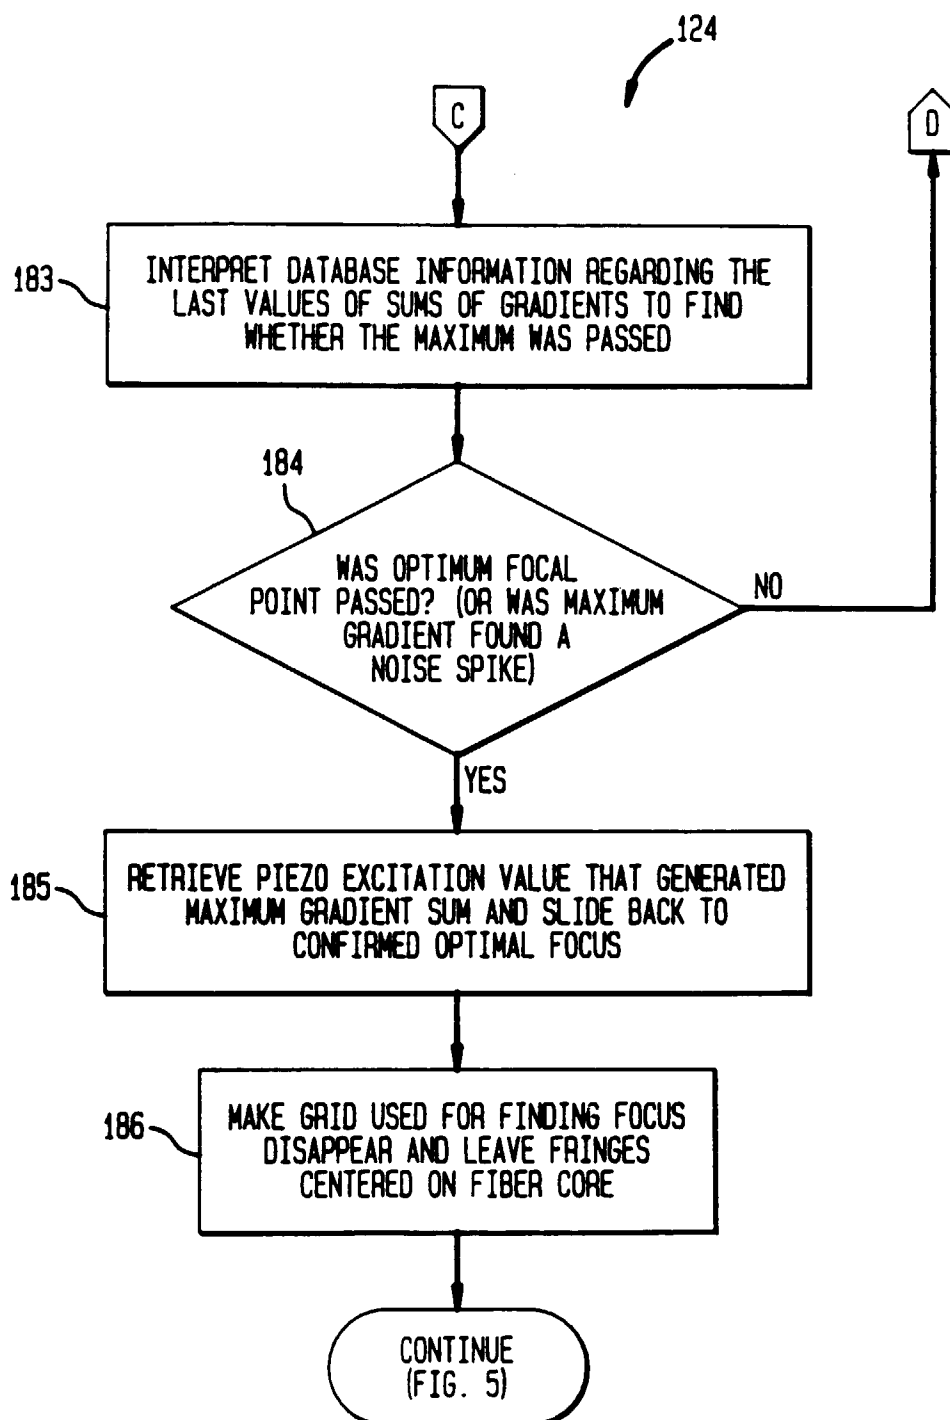 124
C
D
183
INTERPRET DATABASE INFORMATION REGARDING THE
LAST VALUES OF SUMS OF GRADIENTS TO FIND
WHETHER THE MAXIMUM WAS PASSED
184
WAS OPTIMUM FOCAL
POINT PASSED? (OR WAS MAXIMUM
GRADIENT FOUND A
NOISE SPIKE)
NO
YES
185
RETRIEVE PIEZO EXCITATION VALUE THAT GENERATED
MAXIMUM GRADIENT SUM AND SLIDE BACK TO
CONFIRMED OPTIMAL FOCUS
186
MAKE GRID USED FOR FINDING FOCUS
DISAPPEAR AND LEAVE FRINGES
CENTERED ON FIBER CORE
CONTINUE
(FIG. 5)